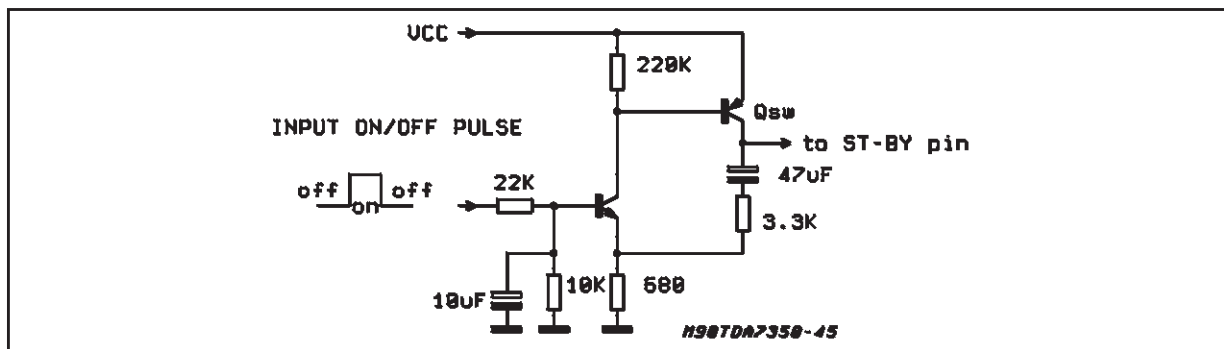 VCC
220K
Qsw
INPUT ON/OFF PULSE
to ST-BY pin
off on off
22K
47uF
3.3K
10uF
10K
680
M90TDA7350-45